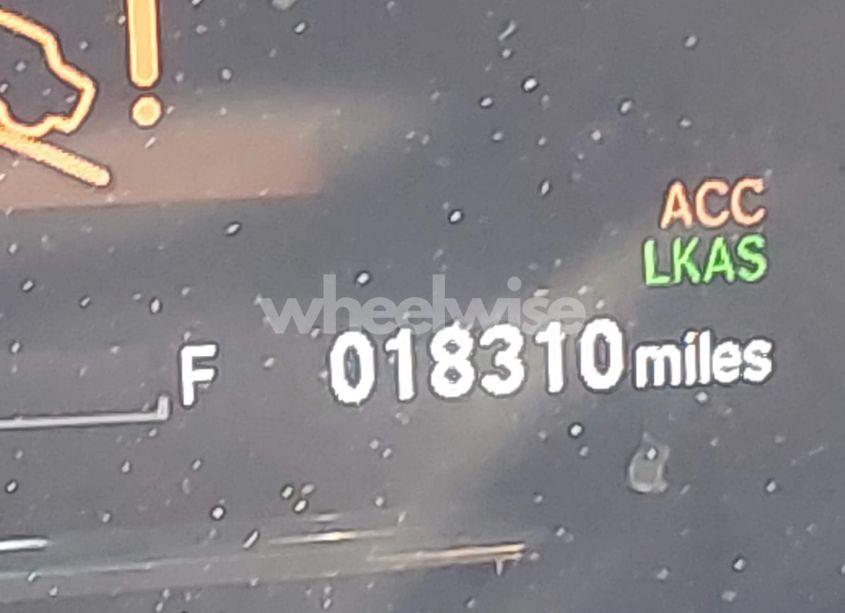 ACC
LKAS
wheelwise
F 018310 miles